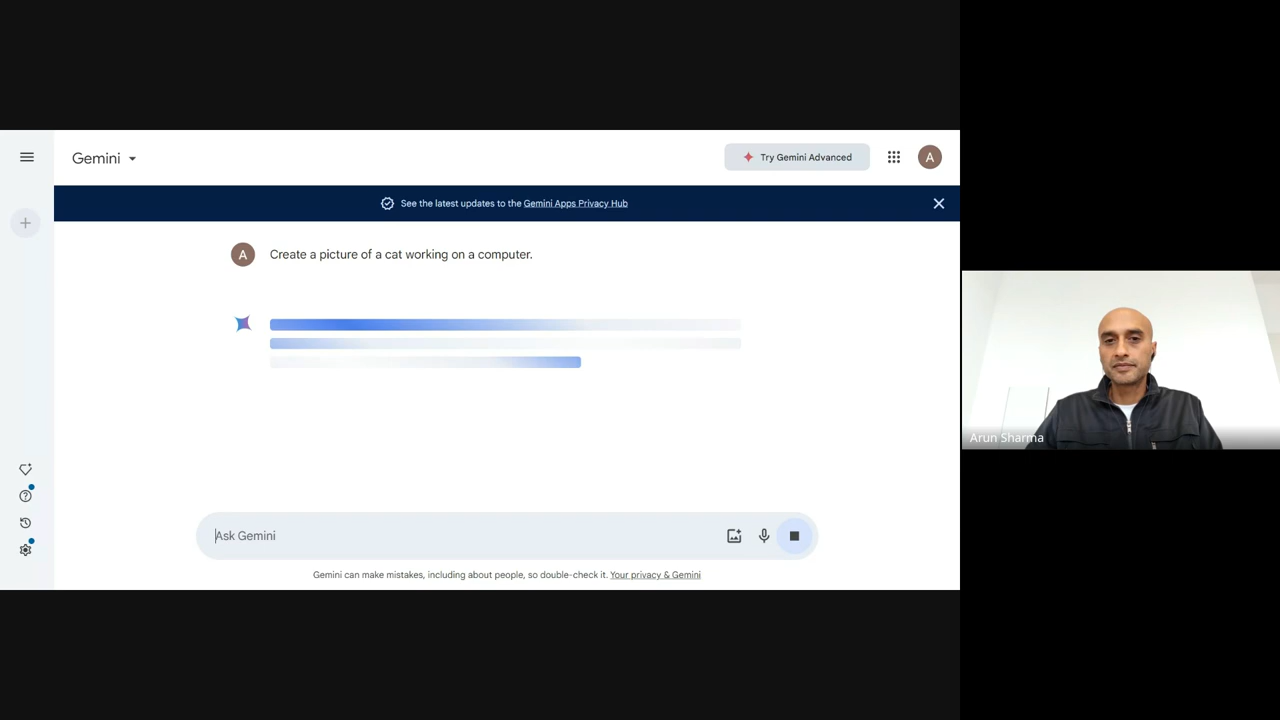 Gemini
Try Gemini Advanced
A
See the latest updates to the Gemini Apps Privacy Hub
A
Create a picture of a cat working on a computer.
Ask Gemini
Gemini can make mistakes, including about people, so double-check it. Your privacy & Gemini
Arun Sharma